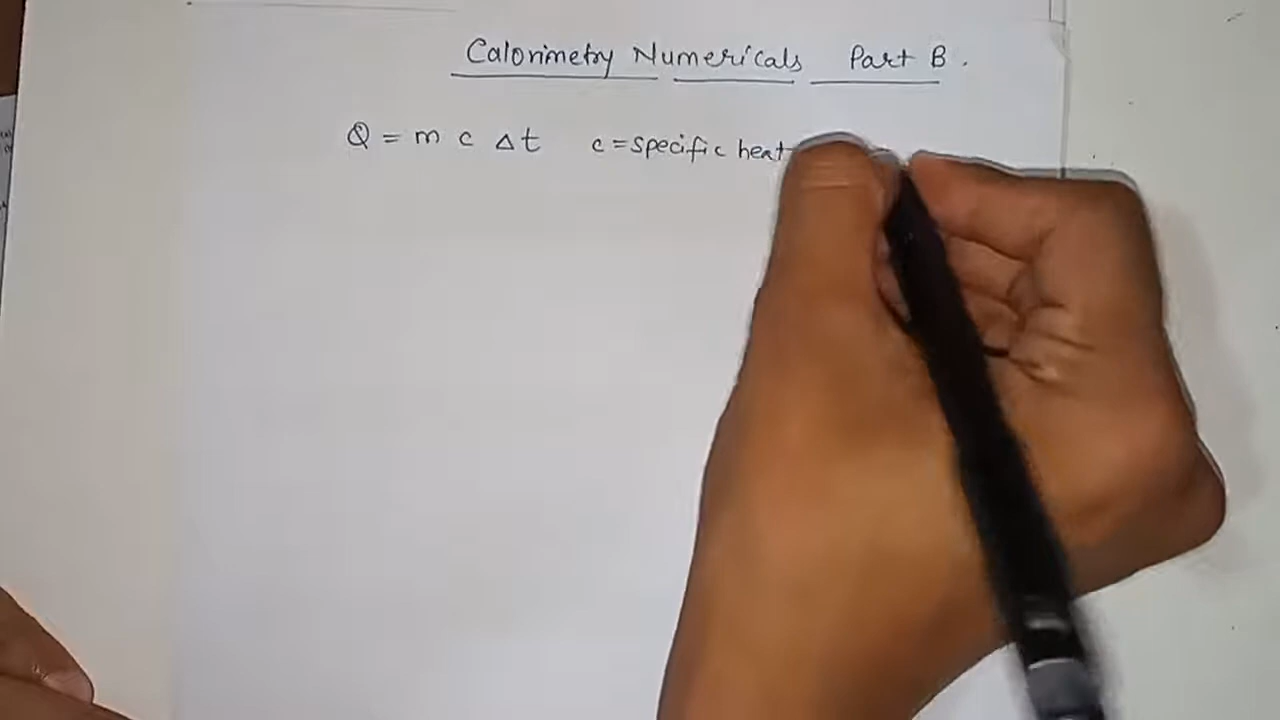 Calorimetry Numericals Part B.
Q = m c Δt c = specific heat